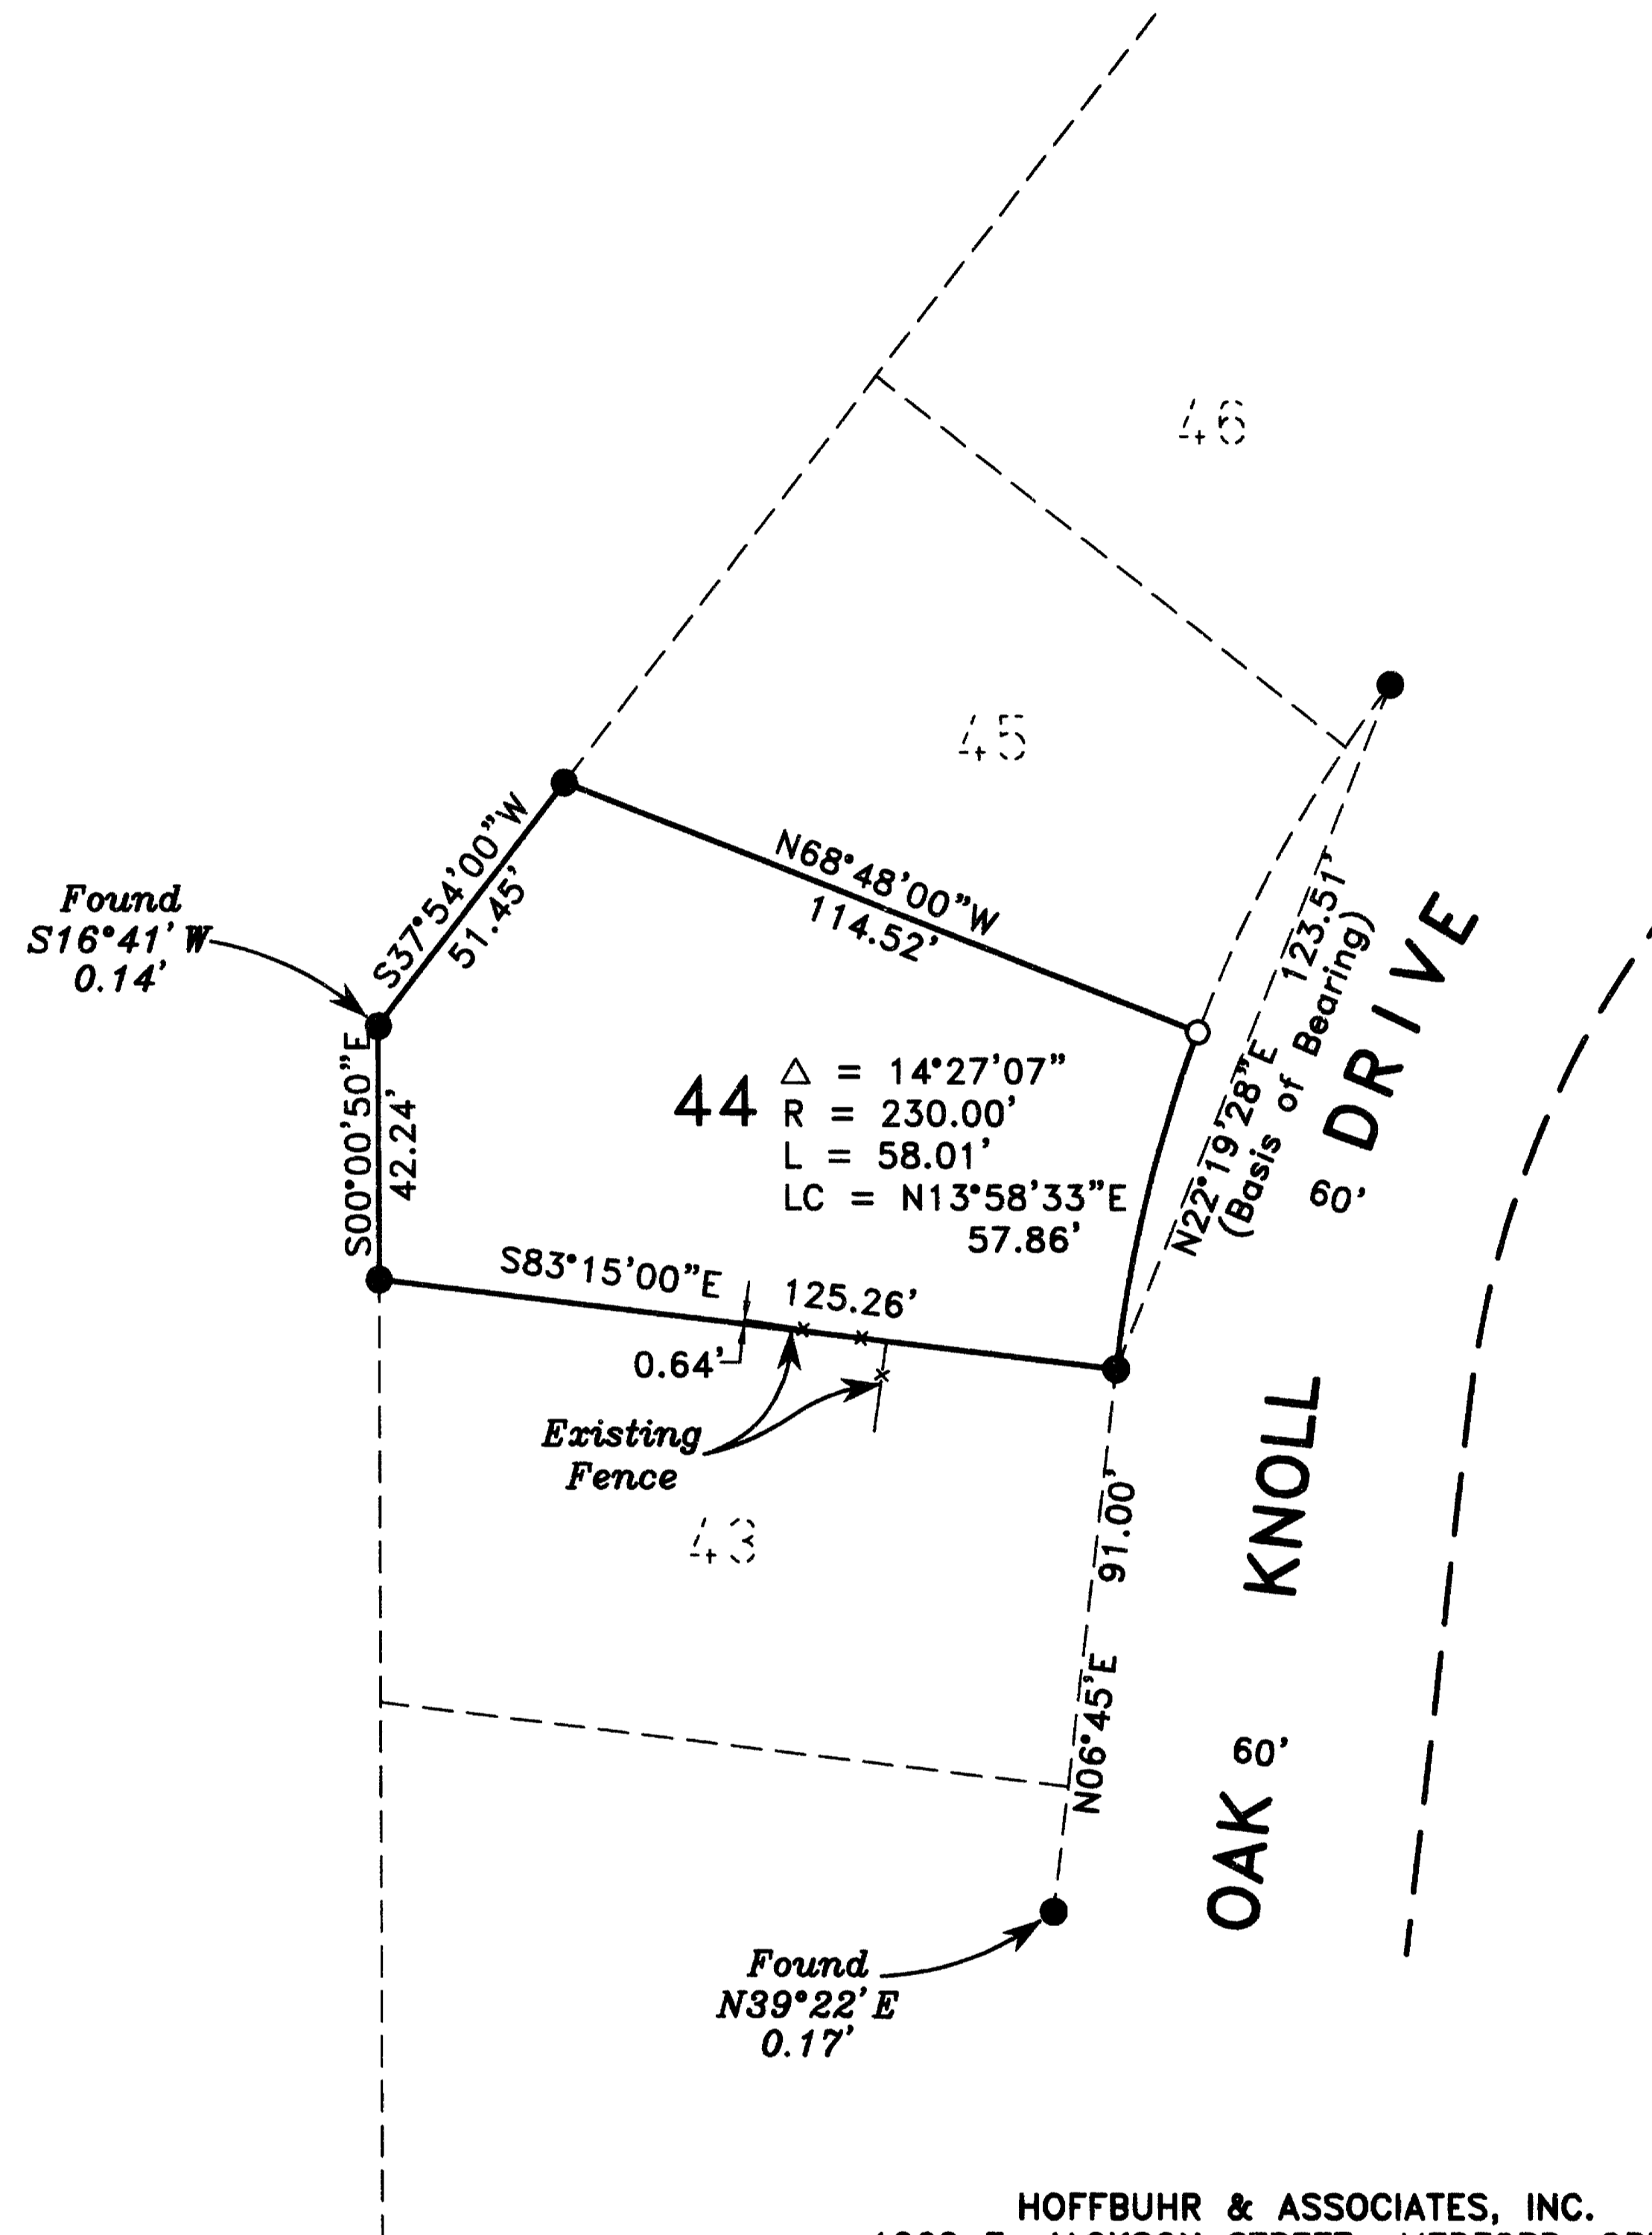 46
45
N68°48'00"W
114.52'
S37°54'00"W
51.45'
Found
S16°41'W
0.14'
S00°00'50"E
42.24'
44
△ = 14°27'07"
R = 230.00'
L = 58.01'
LC = N13°58'33"E
57.86'
N22°19'28"E 123.51'
(Basis of Bearing)
S83°15'00"E 125.26'
0.64'
Existing
Fence
43
N06°45'E 91.00'
60'
60'
OAK KNOLL DRIVE
Found
N39°22'E
0.17'
HOFFBUHR & ASSOCIATES, INC.